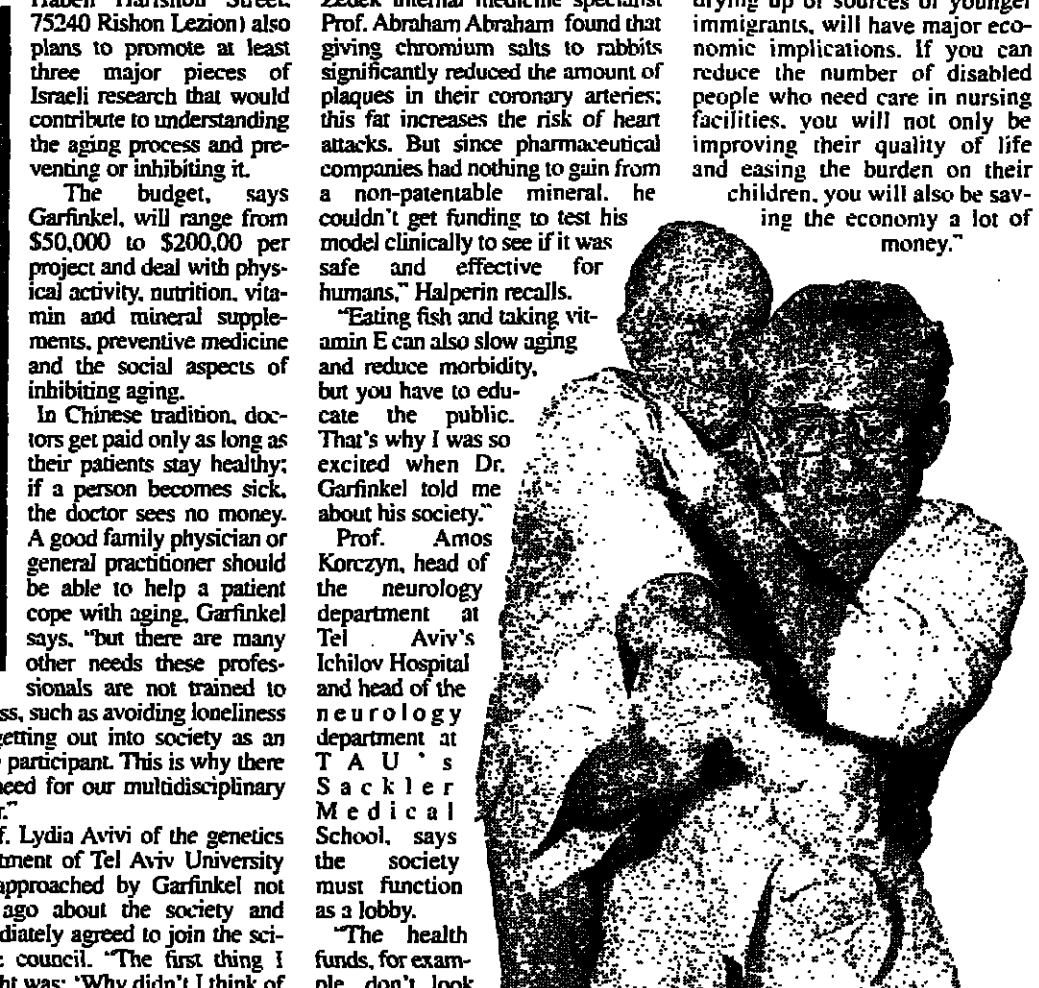 75240 Rishon Lezion) also
plans to promote at least
three major pieces of
Israeli research that would
contribute to understanding
the aging process and pre-
venting or inhibiting it.
The budget, says
Garfinkel, will range from
$50,000 to $200,00 per
project and deal with phys-
ical activity, nutrition, vita-
min and mineral supple-
ments, preventive medicine
and the social aspects of
inhibiting aging.
In Chinese tradition, doc-
tors get paid only as long as
their patients stay healthy;
if a person becomes sick,
the doctor sees no money.
A good family physician or
general practitioner should
be able to help a patient
cope with aging, Garfinkel
says, "but there are many
other needs these profes-
sionals are not trained to
ss, such as avoiding loneliness
getting out into society as an
participant. This is why there
need for our multidisciplinary
r."
f. Lydia Avivi of the genetics
tment of Tel Aviv University
approached by Garfinkel not
ago about the society and
diately agreed to join the sci-
council. "The first thing I
ht was: 'Why didn't I think of
Zedek internal medicine specialist
Prof. Abraham Abraham found that
giving chromium salts to rabbits
significantly reduced the amount of
plaques in their coronary arteries;
this fat increases the risk of heart
attacks. But since pharmaceutical
companies had nothing to gain from
a non-patentable mineral, he
couldn't get funding to test his
model clinically to see if it was
safe and effective for
humans," Halperin recalls.
"Eating fish and taking vit-
amin E can also slow aging
and reduce morbidity,
but you have to edu-
cate the public.
That's why I was so
excited when Dr.
Garfinkel told me
about his society."
Prof. Amos
Korczyn, head of
the neurology
department at
Tel Aviv's
Ichilov Hospital
and head of the
neurology
department at
TAU's
Sackler
Medical
School, says
the society
must function
as a lobby.
"The health
funds, for exam-
ple, don't look
drying up of sources of younger
immigrants, will have major eco-
nomic implications. If you can
reduce the number of disabled
people who need care in nursing
facilities, you will not only be
improving their quality of life
and easing the burden on their
children, you will also be sav-
ing the economy a lot of
money."